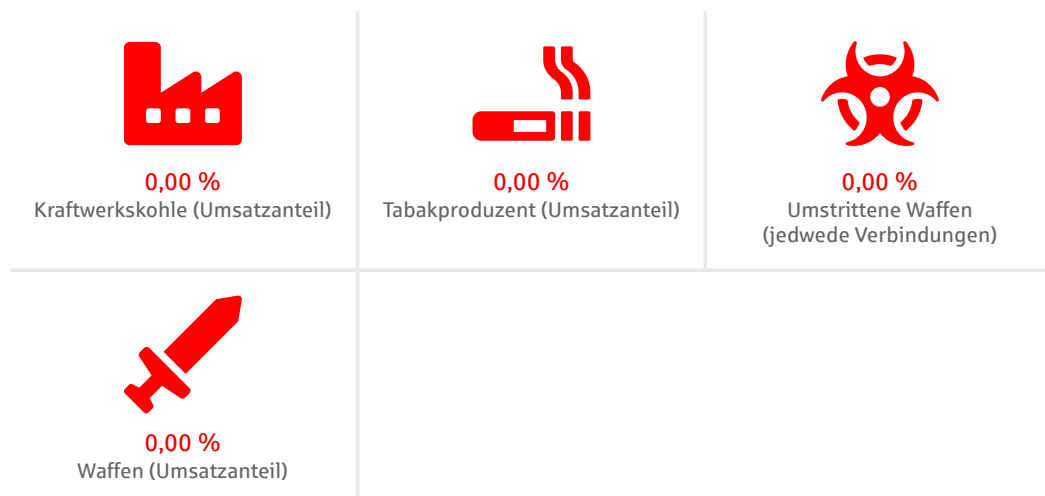 0,00 %
Kraftwerkskohle (Umsatzanteil)
0,00 %
Tabakproduzent (Umsatzanteil)
0,00 %
Umstrittene Waffen
(jedwede Verbindungen)
0,00 %
Waffen (Umsatzanteil)